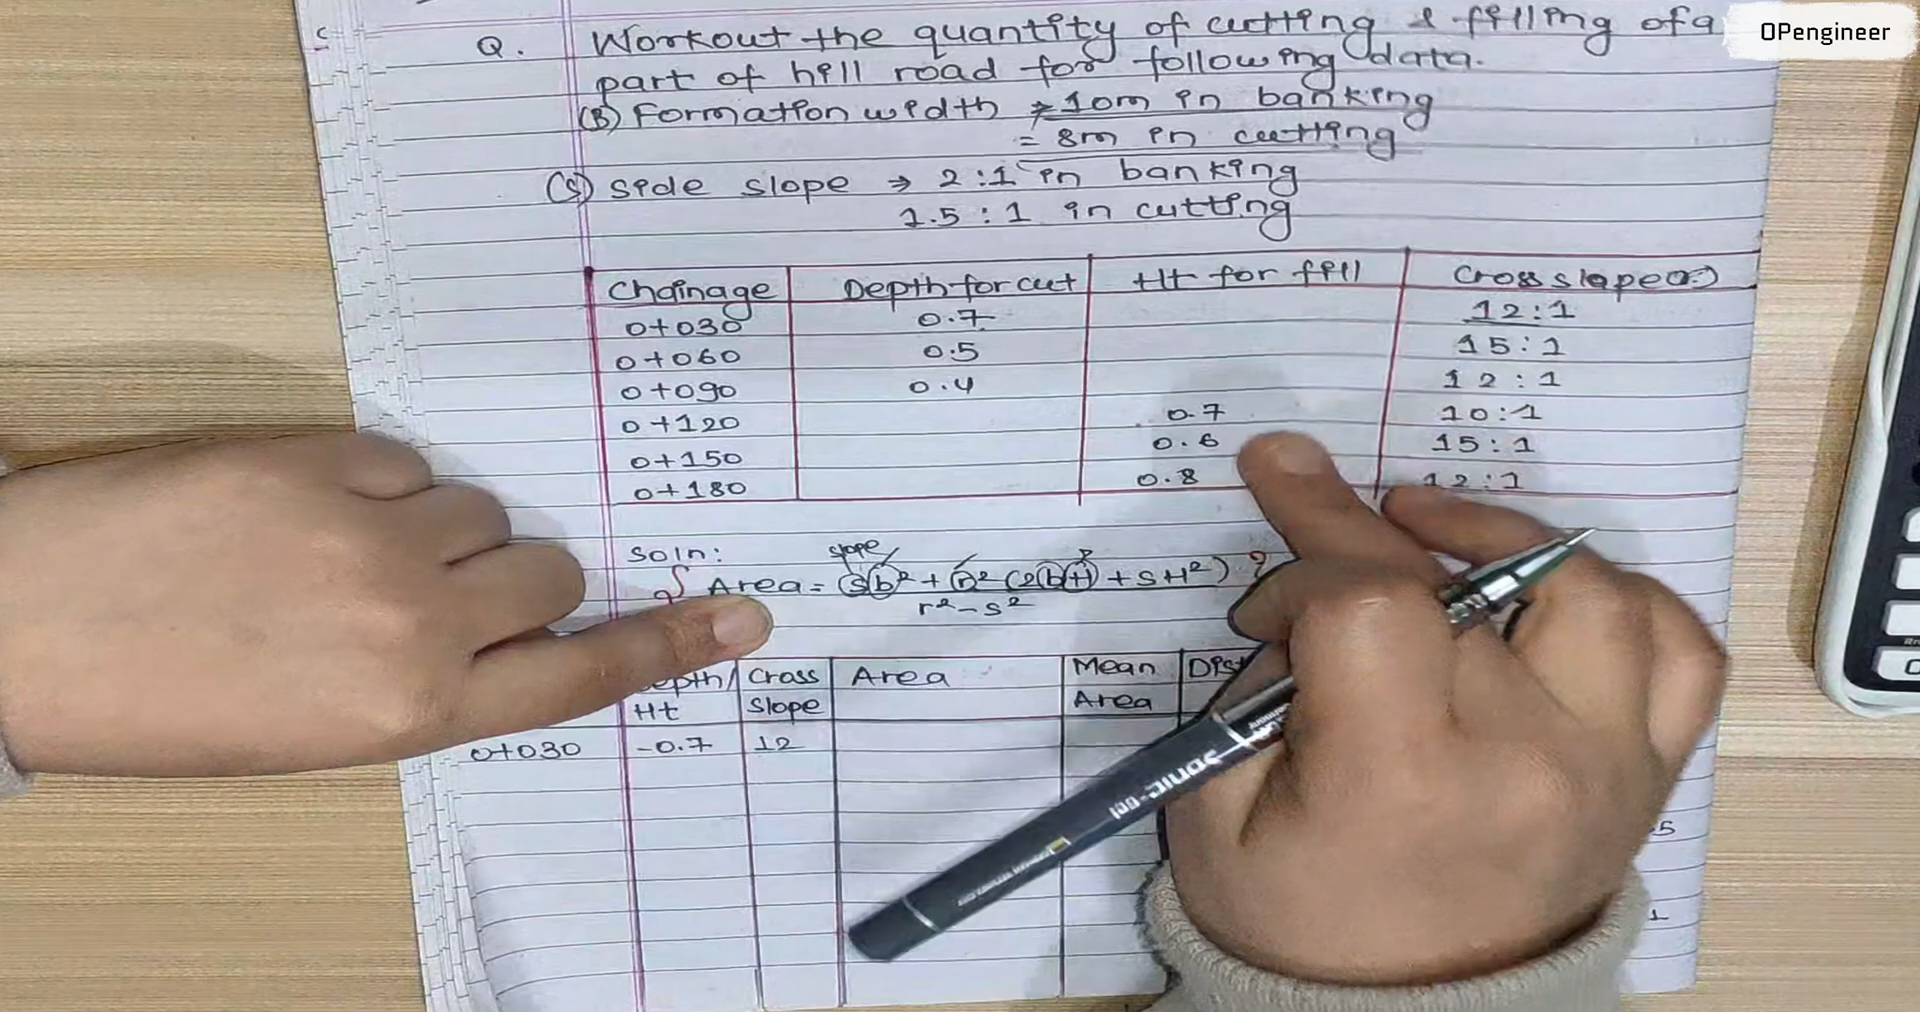 OPengineer
Q. Workout the quantity of cutting & filling of a
part of hill road for following data.
(B) Formation width → 10m in banking
= 8m in cutting
(S) side slope → 2:1 in banking
1.5 : 1 in cutting
Chainage Depth for cut Ht for fill Cross slope (r)
0+030 0.7 12:1
0+060 0.5 15:1
0+090 0.4 12:1
0+120 0.7 10:1
0+150 0.6 15:1
0+180 0.8 12:1
Soln:
slope
Area = sb² + r² (2bH + sH²)
r² - s²
Depth/ Cross Area Mean Dist
Ht Slope Area
0+030 -0.7 12